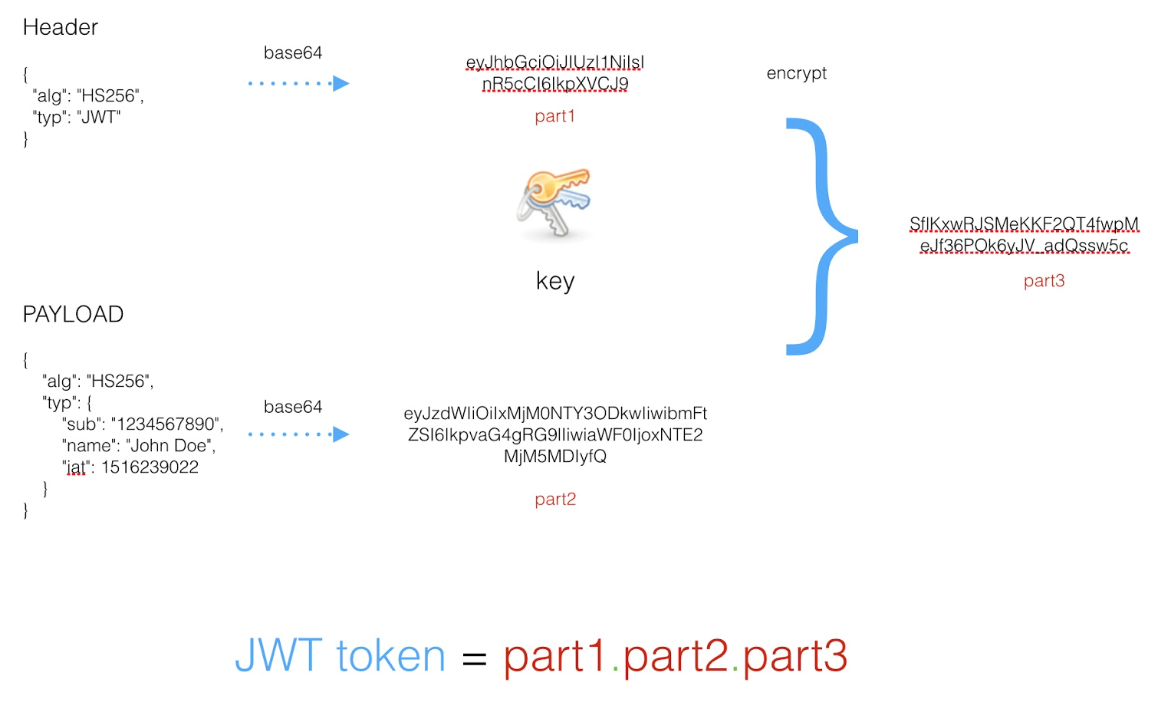 Header
{
"alg": "HS256",
"typ": "JWT"
}
base64
eyJhbGciOiJIUzI1NiIsI
nR5cCI6IkpXVCJ9
part1
encrypt
key
SflKxwRJSMeKKF2QT4fwpM
eJf36POk6yJV_adQssw5c
part3
PAYLOAD
{
"alg": "HS256",
"typ": {
"sub": "1234567890",
"name": "John Doe",
"iat": 1516239022
}
}
base64
eyJzdWIiOiIxMjM0NTY3ODkwIiwibmFt
ZSI6IkpvaG4gRG9lIiwiaWF0IjoxNTE2
MjM5MDIyfQ
part2
JWT token = part1.part2.part3